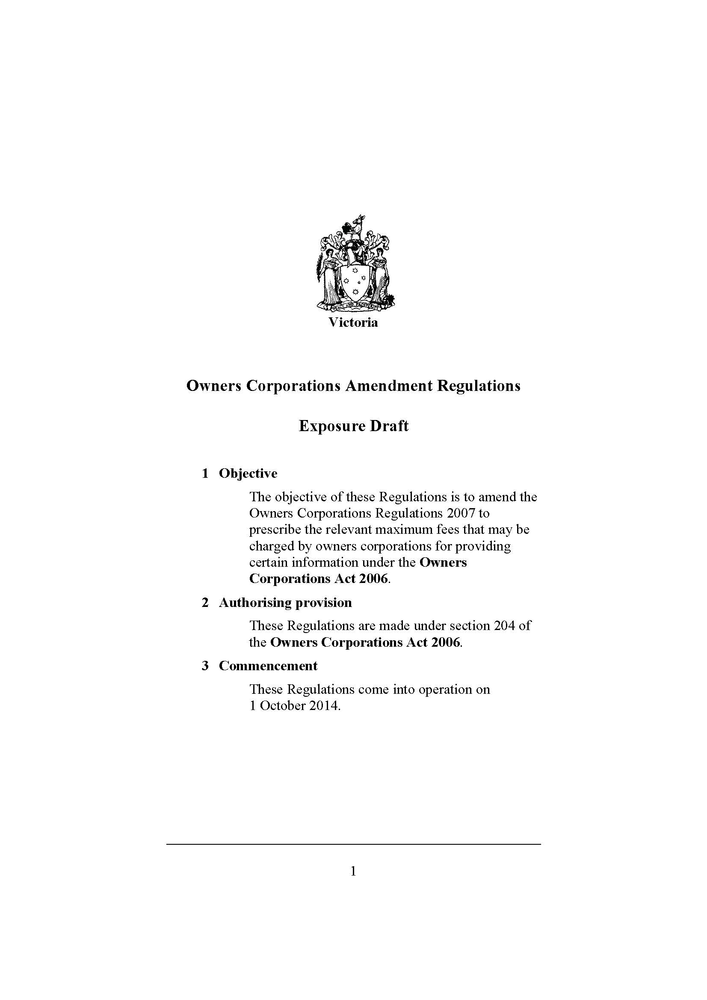 PEACE AND PROSPERITY
Victoria
Owners Corporations Amendment Regulations
Exposure Draft
1 Objective
The objective of these Regulations is to amend the
Owners Corporations Regulations 2007 to
prescribe the relevant maximum fees that may be
charged by owners corporations for providing
certain information under the Owners
Corporations Act 2006.
2 Authorising provision
These Regulations are made under section 204 of
the Owners Corporations Act 2006.
3 Commencement
These Regulations come into operation on
1 October 2014.
1